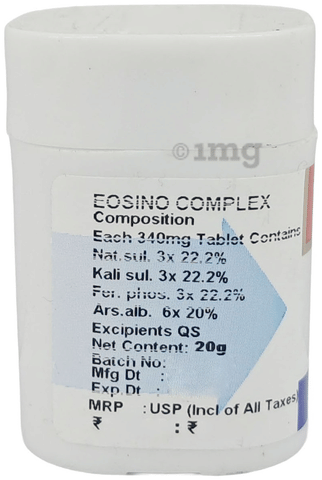 1mg
EOSINO COMPLEX
Composition
Each 340mg Tablet Contains
Nat.sul. 3x 22.2%
Kali sul. 3x 22.2%
Fer. phos. 3x 22.2%
Ars.alb. 6x 20%
Excipients QS
Net Content: 20g
Batch No:
Mfg Dt :
Exp.Dt :
MRP : USP (Incl of All Taxes)
₹ : ₹